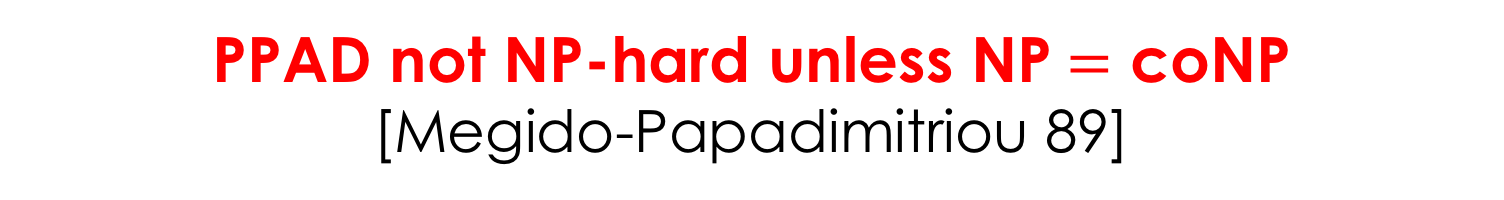 PPAD not NP-hard unless NP = coNP
[Megido-Papadimitriou 89]